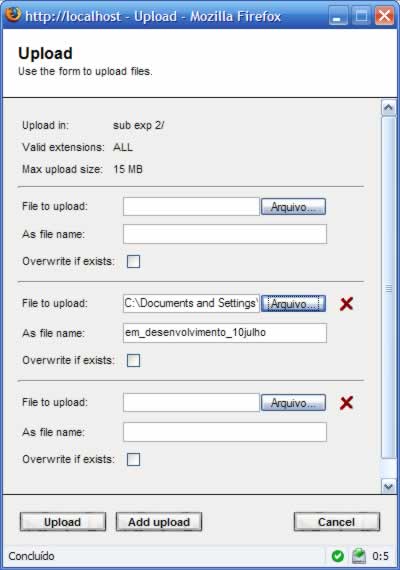 http://localhost - Upload - Mozilla Firefox
Upload
Use the form to upload files.
Upload in: sub exp 2/
Valid extensions: ALL
Max upload size: 15 MB
File to upload: Arquivo...
As file name:
Overwrite if exists:
File to upload: C:\Documents and Settings\ Arquivo...
As file name: em_desenvolvimento_10julho
Overwrite if exists:
File to upload: Arquivo...
As file name:
Overwrite if exists:
Upload Add upload Cancel
Concluído 0:5